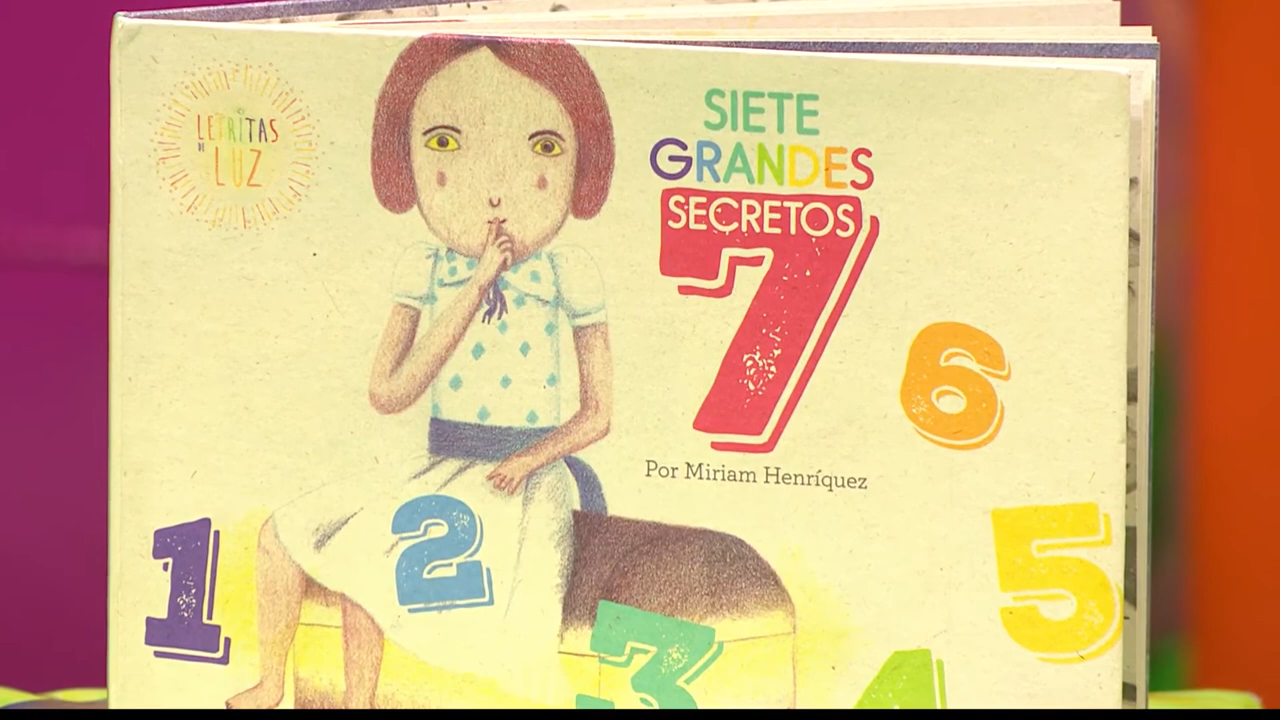 LETRITAS
DE
LUZ
SIETE
GRANDES
SECRETOS
7
6
Por Miriam Henríquez
5
1
2
3
4